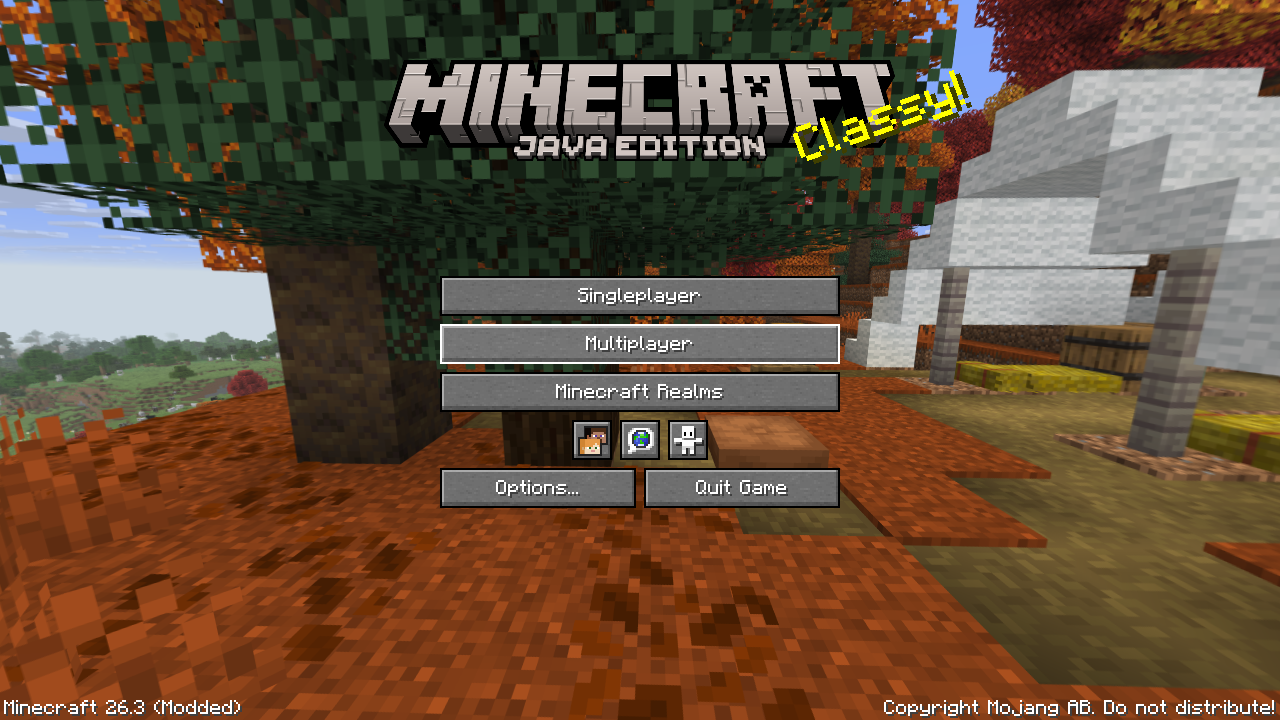 MINECRAFT
JAVA EDITION
Classy!
Singleplayer
Multiplayer
Minecraft Realms
Options...
Quit Game
Minecraft 26.3 (Modded)
Copyright Mojang AB. Do not distribute!